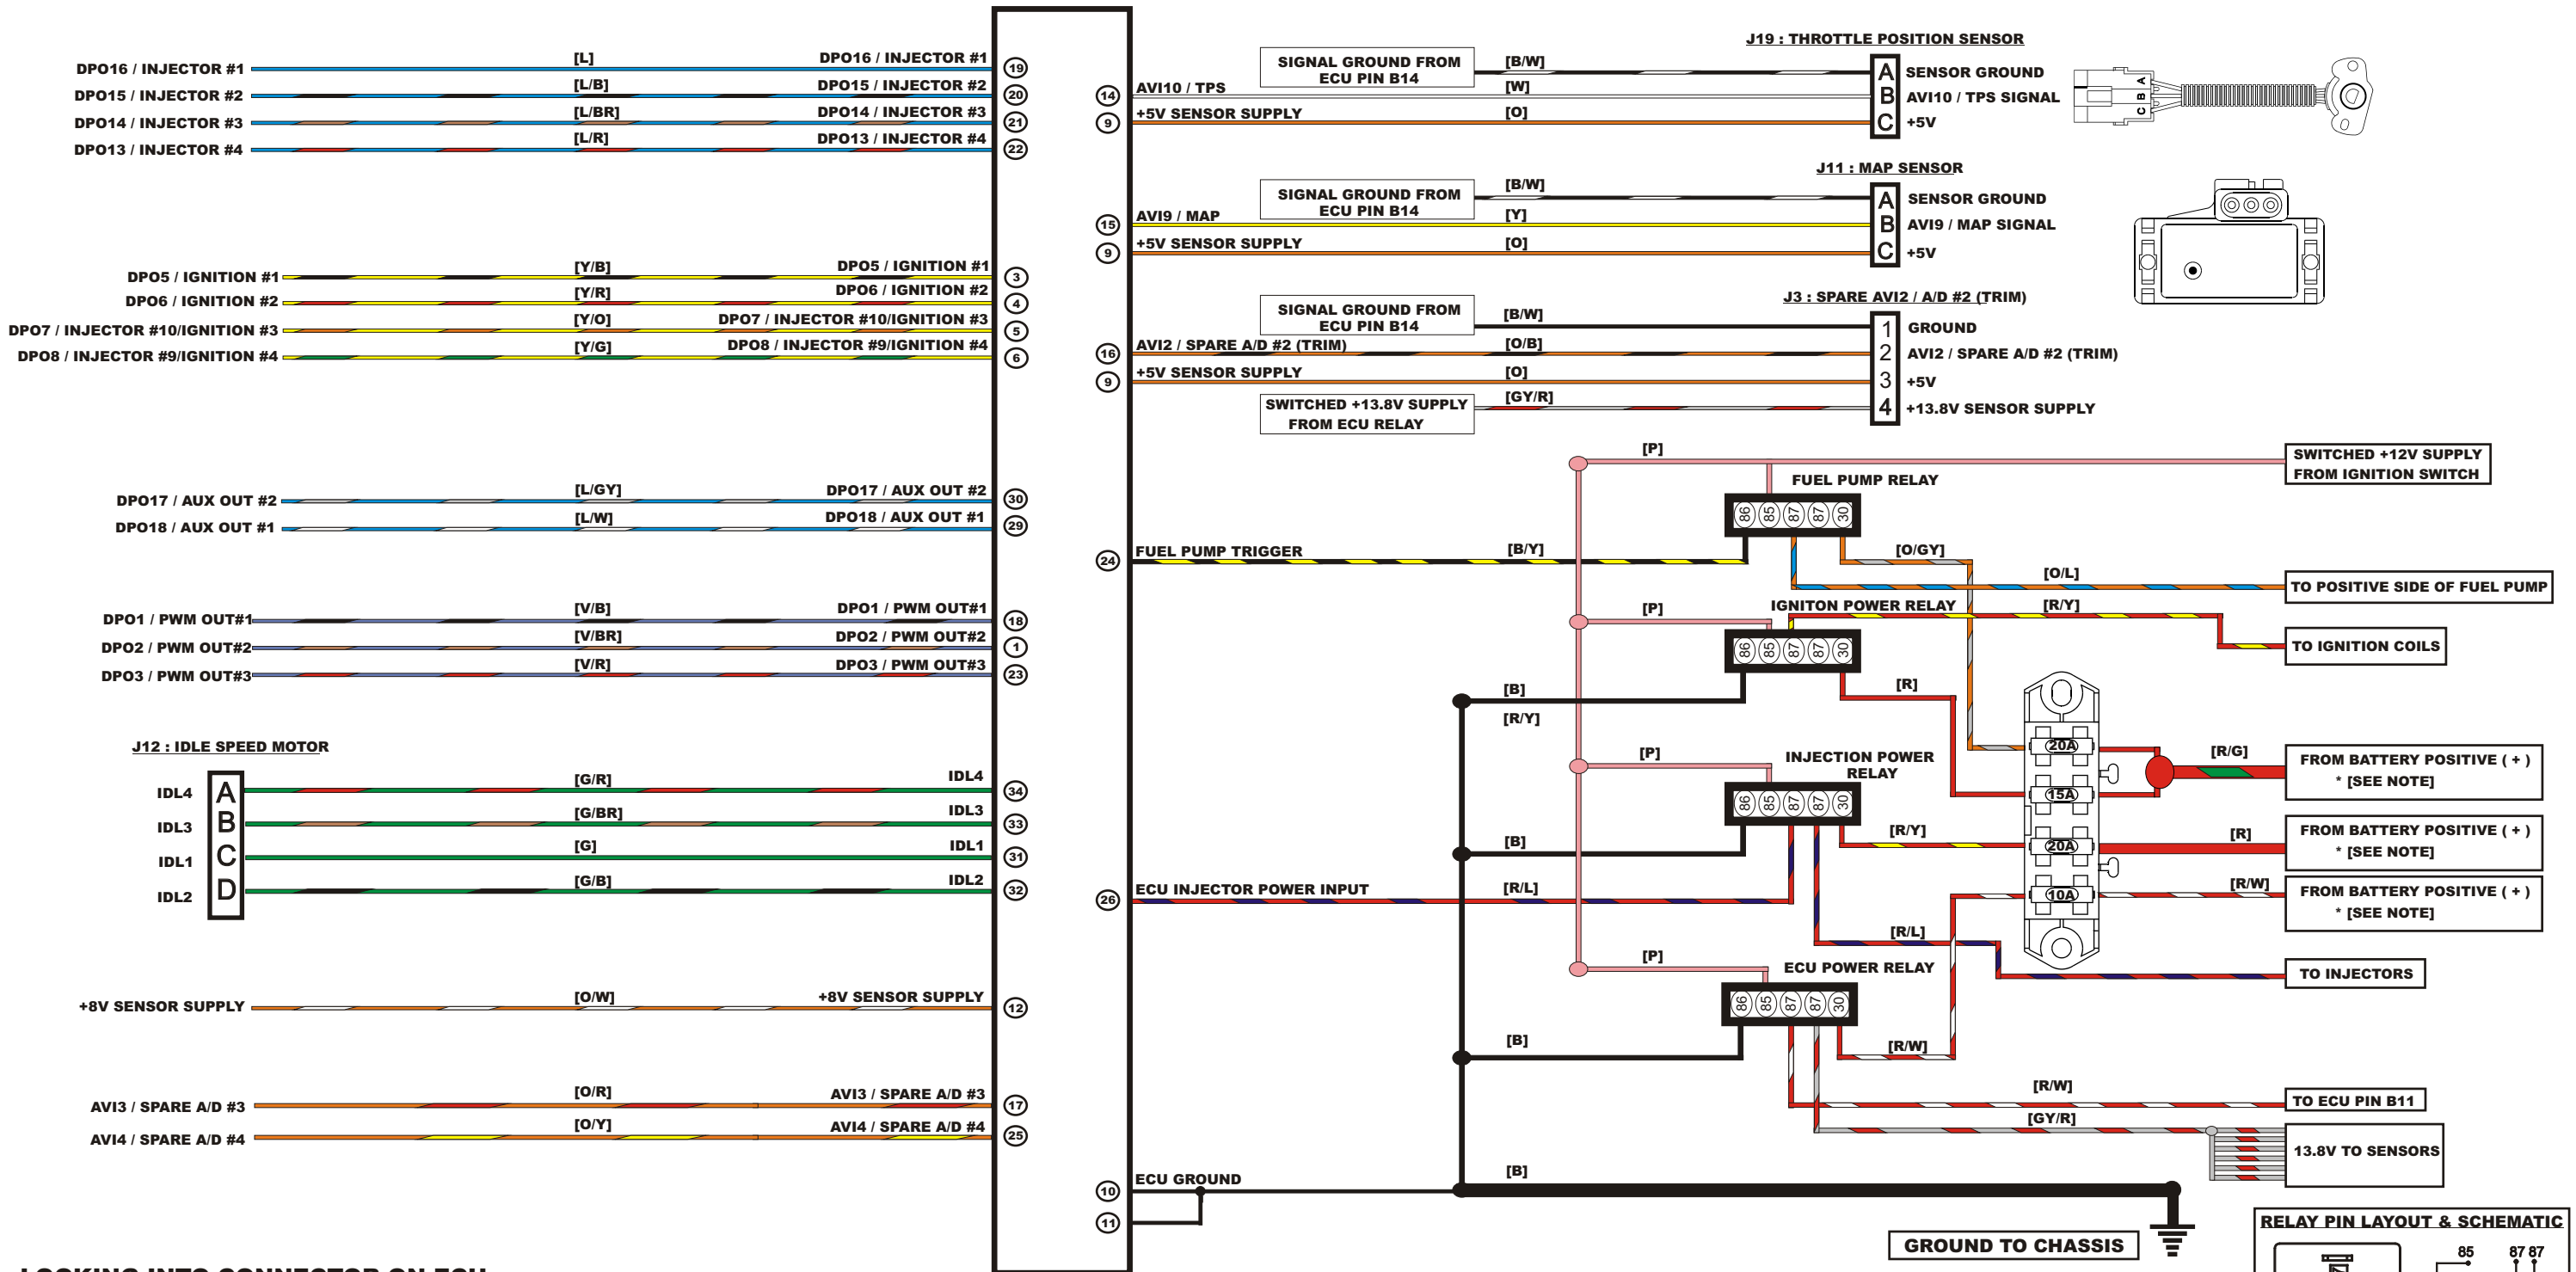 DPO16 / INJECTOR #1
[L]
DPO16 / INJECTOR #1
19
DPO15 / INJECTOR #2
[L/B]
DPO15 / INJECTOR #2
20
DPO14 / INJECTOR #3
[L/BR]
DPO14 / INJECTOR #3
21
DPO13 / INJECTOR #4
[L/R]
DPO13 / INJECTOR #4
22
DPO5 / IGNITION #1
[Y/B]
DPO5 / IGNITION #1
3
DPO6 / IGNITION #2
[Y/R]
DPO6 / IGNITION #2
4
DPO7 / INJECTOR #10/IGNITION #3
[Y/O]
DPO7 / INJECTOR #10/IGNITION #3
5
DPO8 / INJECTOR #9/IGNITION #4
[Y/G]
DPO8 / INJECTOR #9/IGNITION #4
6
DPO17 / AUX OUT #2
[L/GY]
DPO17 / AUX OUT #2
30
DPO18 / AUX OUT #1
[L/W]
DPO18 / AUX OUT #1
29
DPO1 / PWM OUT#1
[V/B]
DPO1 / PWM OUT#1
18
DPO2 / PWM OUT#2
[V/BR]
DPO2 / PWM OUT#2
1
DPO3 / PWM OUT#3
[V/R]
DPO3 / PWM OUT#3
23
J12 : IDLE SPEED MOTOR
IDL4
A
[G/R]
IDL4
34
IDL3
B
[G/BR]
IDL3
33
IDL1
C
[G]
IDL1
31
IDL2
D
[G/B]
IDL2
32
+8V SENSOR SUPPLY
[O/W]
+8V SENSOR SUPPLY
12
AVI3 / SPARE A/D #3
[O/R]
AVI3 / SPARE A/D #3
17
AVI4 / SPARE A/D #4
[O/Y]
AVI4 / SPARE A/D #4
25
LOOKING INTO CONNECTOR ON ECU
J19 : THROTTLE POSITION SENSOR
SIGNAL GROUND FROM
ECU PIN B14
[B/W]
A
SENSOR GROUND
14
AVI10 / TPS
[W]
B
AVI10 / TPS SIGNAL
9
+5V SENSOR SUPPLY
[O]
C
+5V
A
B
C
J11 : MAP SENSOR
SIGNAL GROUND FROM
ECU PIN B14
[B/W]
A
SENSOR GROUND
15
AVI9 / MAP
[Y]
B
AVI9 / MAP SIGNAL
9
+5V SENSOR SUPPLY
[O]
C
+5V
J3 : SPARE AVI2 / A/D #2 (TRIM)
SIGNAL GROUND FROM
ECU PIN B14
[B/W]
1
GROUND
16
AVI2 / SPARE A/D #2 (TRIM)
[O/B]
2
AVI2 / SPARE A/D #2 (TRIM)
9
+5V SENSOR SUPPLY
[O]
3
+5V
SWITCHED +13.8V SUPPLY
FROM ECU RELAY
[GY/R]
4
+13.8V SENSOR SUPPLY
[P]
SWITCHED +12V SUPPLY
FROM IGNITION SWITCH
FUEL PUMP RELAY
86 85 87 87 30
24
FUEL PUMP TRIGGER
[B/Y]
[O/GY]
[O/L]
TO POSITIVE SIDE OF FUEL PUMP
[P]
IGNITON POWER RELAY
[R/Y]
86 85 87 87 30
TO IGNITION COILS
[B]
[R]
[R/Y]
[P]
INJECTION POWER
RELAY
86 85 87 87 30
20A
15A
20A
10A
[R/G]
FROM BATTERY POSITIVE ( + )
* [SEE NOTE]
[B]
[R/Y]
[R]
FROM BATTERY POSITIVE ( + )
* [SEE NOTE]
26
ECU INJECTOR POWER INPUT
[R/L]
[R/W]
FROM BATTERY POSITIVE ( + )
* [SEE NOTE]
[R/L]
TO INJECTORS
[P]
ECU POWER RELAY
86 85 87 87 30
[B]
[R/W]
[R/W]
TO ECU PIN B11
[GY/R]
13.8V TO SENSORS
10
ECU GROUND
[B]
11
GROUND TO CHASSIS
RELAY PIN LAYOUT & SCHEMATIC
85
87 87